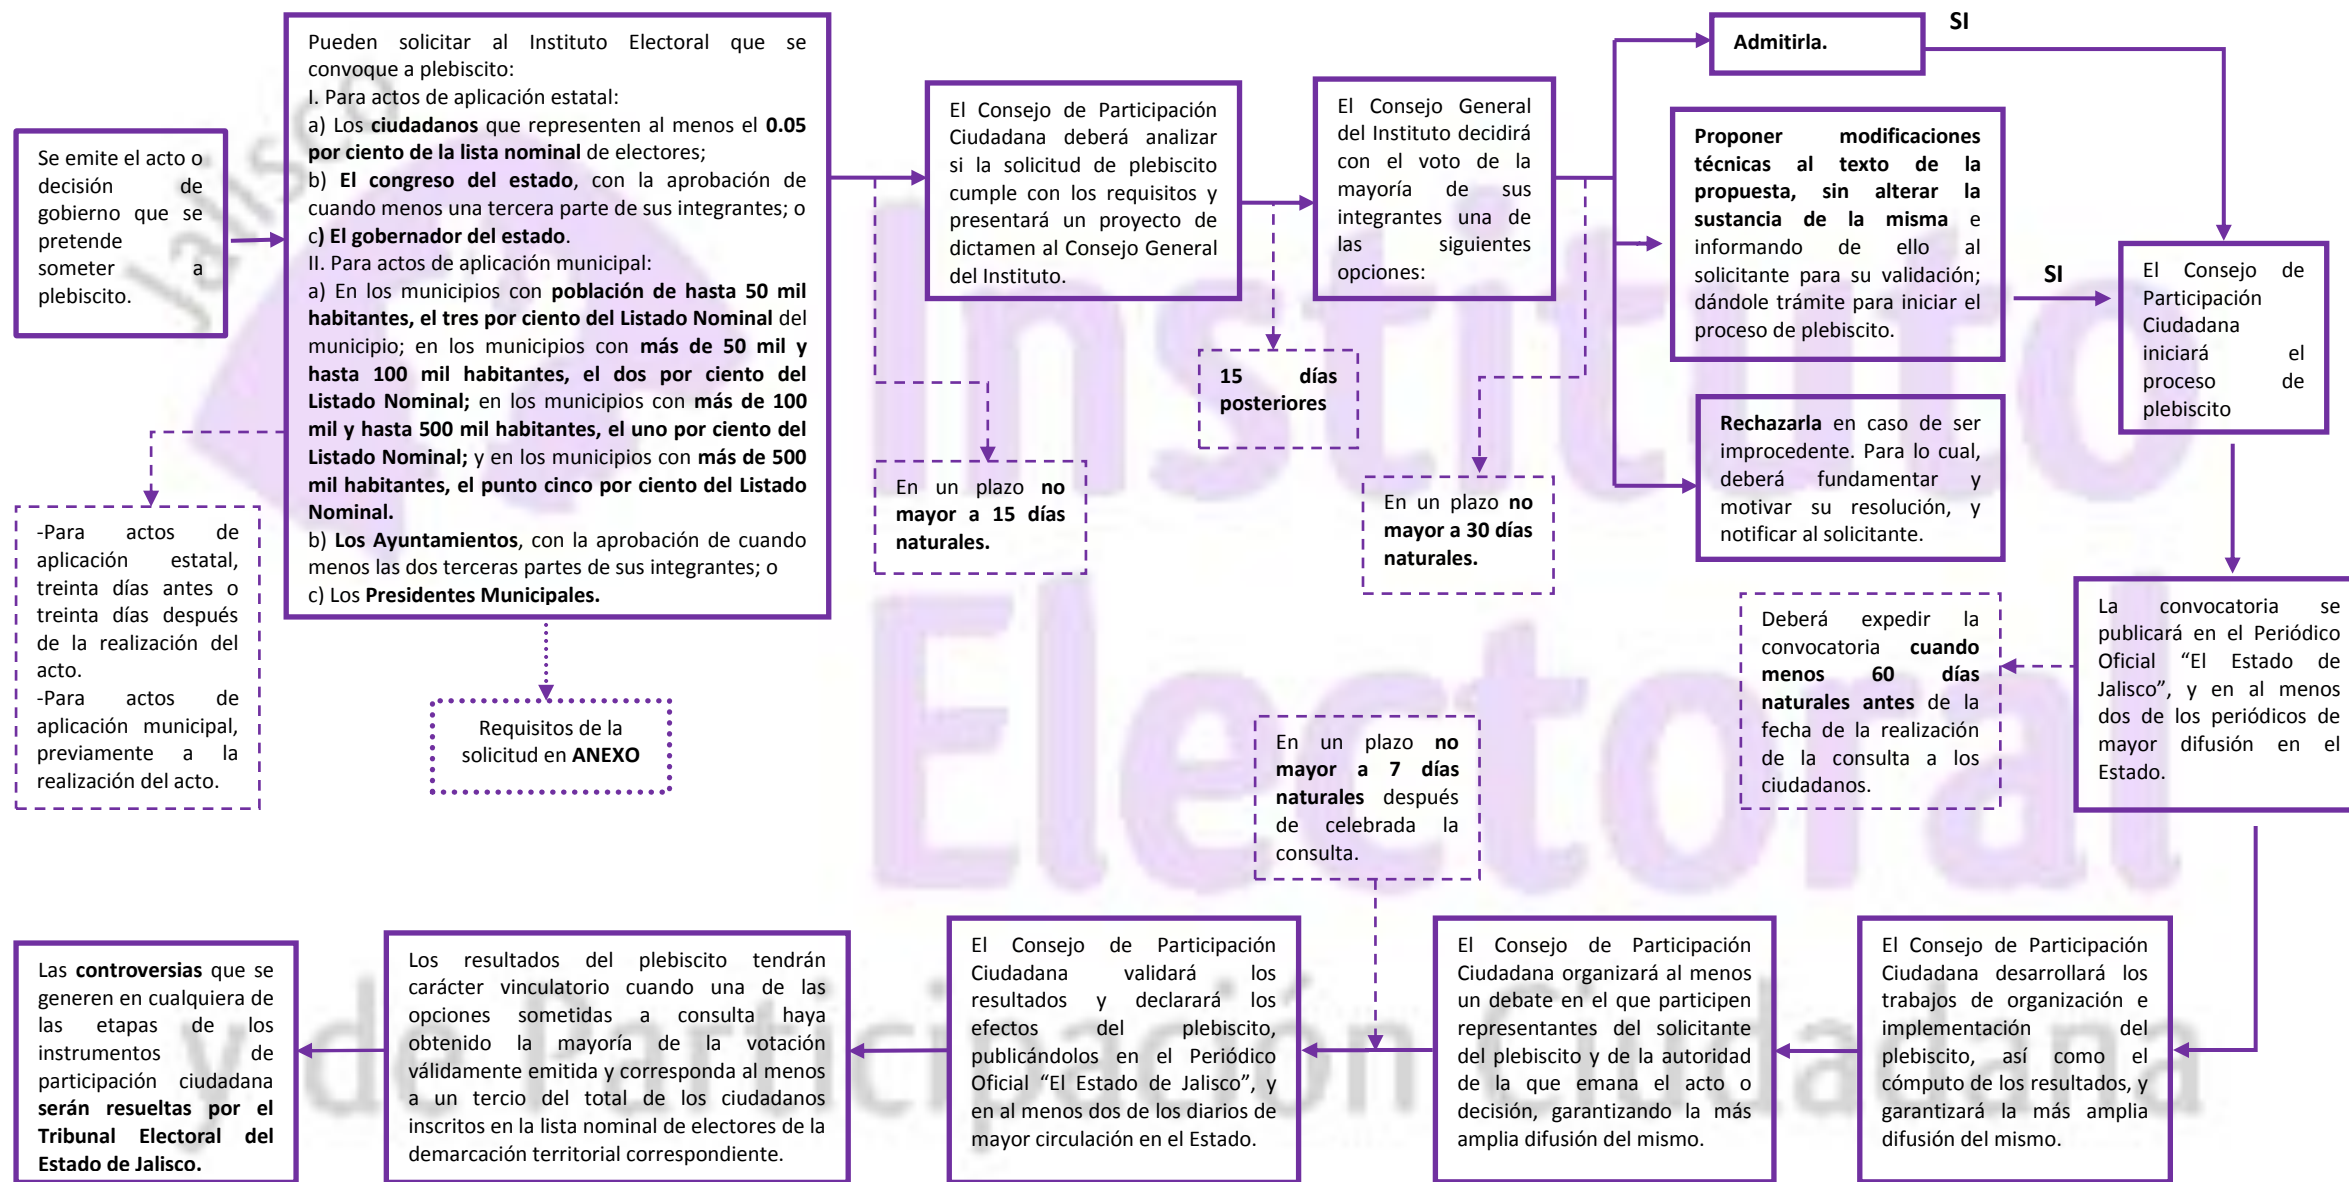 Se emite el acto o
decisión de
gobierno que se
pretende
someter a
plebiscito.
Pueden solicitar al Instituto Electoral que se
convoque a plebiscito:
I. Para actos de aplicación estatal:
a) Los ciudadanos que representen al menos el 0.05
por ciento de la lista nominal de electores;
b) El congreso del estado, con la aprobación de
cuando menos una tercera parte de sus integrantes; o
c) El gobernador del estado.
II. Para actos de aplicación municipal:
a) En los municipios con población de hasta 50 mil
habitantes, el tres por ciento del Listado Nominal del
municipio; en los municipios con más de 50 mil y
hasta 100 mil habitantes, el dos por ciento del
Listado Nominal; en los municipios con más de 100
mil y hasta 500 mil habitantes, el uno por ciento del
Listado Nominal; y en los municipios con más de 500
mil habitantes, el punto cinco por ciento del Listado
Nominal.
b) Los Ayuntamientos, con la aprobación de cuando
menos las dos terceras partes de sus integrantes; o
c) Los Presidentes Municipales.
-Para actos de
aplicación estatal,
treinta días antes o
treinta días después
de la realización del
acto.
-Para actos de
aplicación municipal,
previamente a la
realización del acto.
Requisitos de la
solicitud en ANEXO
El Consejo de Participación
Ciudadana deberá analizar
si la solicitud de plebiscito
cumple con los requisitos y
presentará un proyecto de
dictamen al Consejo General
del Instituto.
En un plazo no
mayor a 15 días
naturales.
El Consejo General
del Instituto decidirá
con el voto de la
mayoría de sus
integrantes una de
las siguientes
opciones:
15 días
posteriores
En un plazo no
mayor a 30 días
naturales.
Admitirla.
SI
Proponer modificaciones
técnicas al texto de la
propuesta, sin alterar la
sustancia de la misma e
informando de ello al
solicitante para su validación;
dándole trámite para iniciar el
proceso de plebiscito.
SI
Rechazarla en caso de ser
improcedente. Para lo cual,
deberá fundamentar y
motivar su resolución, y
notificar al solicitante.
El Consejo de
Participación
Ciudadana
iniciará el
proceso de
plebiscito
La convocatoria se
publicará en el Periódico
Oficial “El Estado de
Jalisco”, y en al menos
dos de los periódicos de
mayor difusión en el
Estado.
Deberá expedir la
convocatoria cuando
menos 60 días
naturales antes de la
fecha de la realización
de la consulta a los
ciudadanos.
El Consejo de Participación
Ciudadana desarrollará los
trabajos de organización e
implementación del
plebiscito, así como el
cómputo de los resultados, y
garantizará la más amplia
difusión del mismo.
El Consejo de Participación
Ciudadana organizará al menos
un debate en el que participen
representantes del solicitante
del plebiscito y de la autoridad
de la que emana el acto o
decisión, garantizando la más
amplia difusión del mismo.
En un plazo no
mayor a 7 días
naturales después
de celebrada la
consulta.
El Consejo de Participación
Ciudadana validará los
resultados y declarará los
efectos del plebiscito,
publicándolos en el Periódico
Oficial “El Estado de Jalisco”, y
en al menos dos de los diarios de
mayor circulación en el Estado.
Los resultados del plebiscito tendrán
carácter vinculatorio cuando una de las
opciones sometidas a consulta haya
obtenido la mayoría de la votación
válidamente emitida y corresponda al menos
a un tercio del total de los ciudadanos
inscritos en la lista nominal de electores de la
demarcación territorial correspondiente.
Las controversias que se
generen en cualquiera de
las etapas de los
instrumentos de
participación ciudadana
serán resueltas por el
Tribunal Electoral del
Estado de Jalisco.
Jalisco
Instituto
Electoral
y de Participación Ciudadana